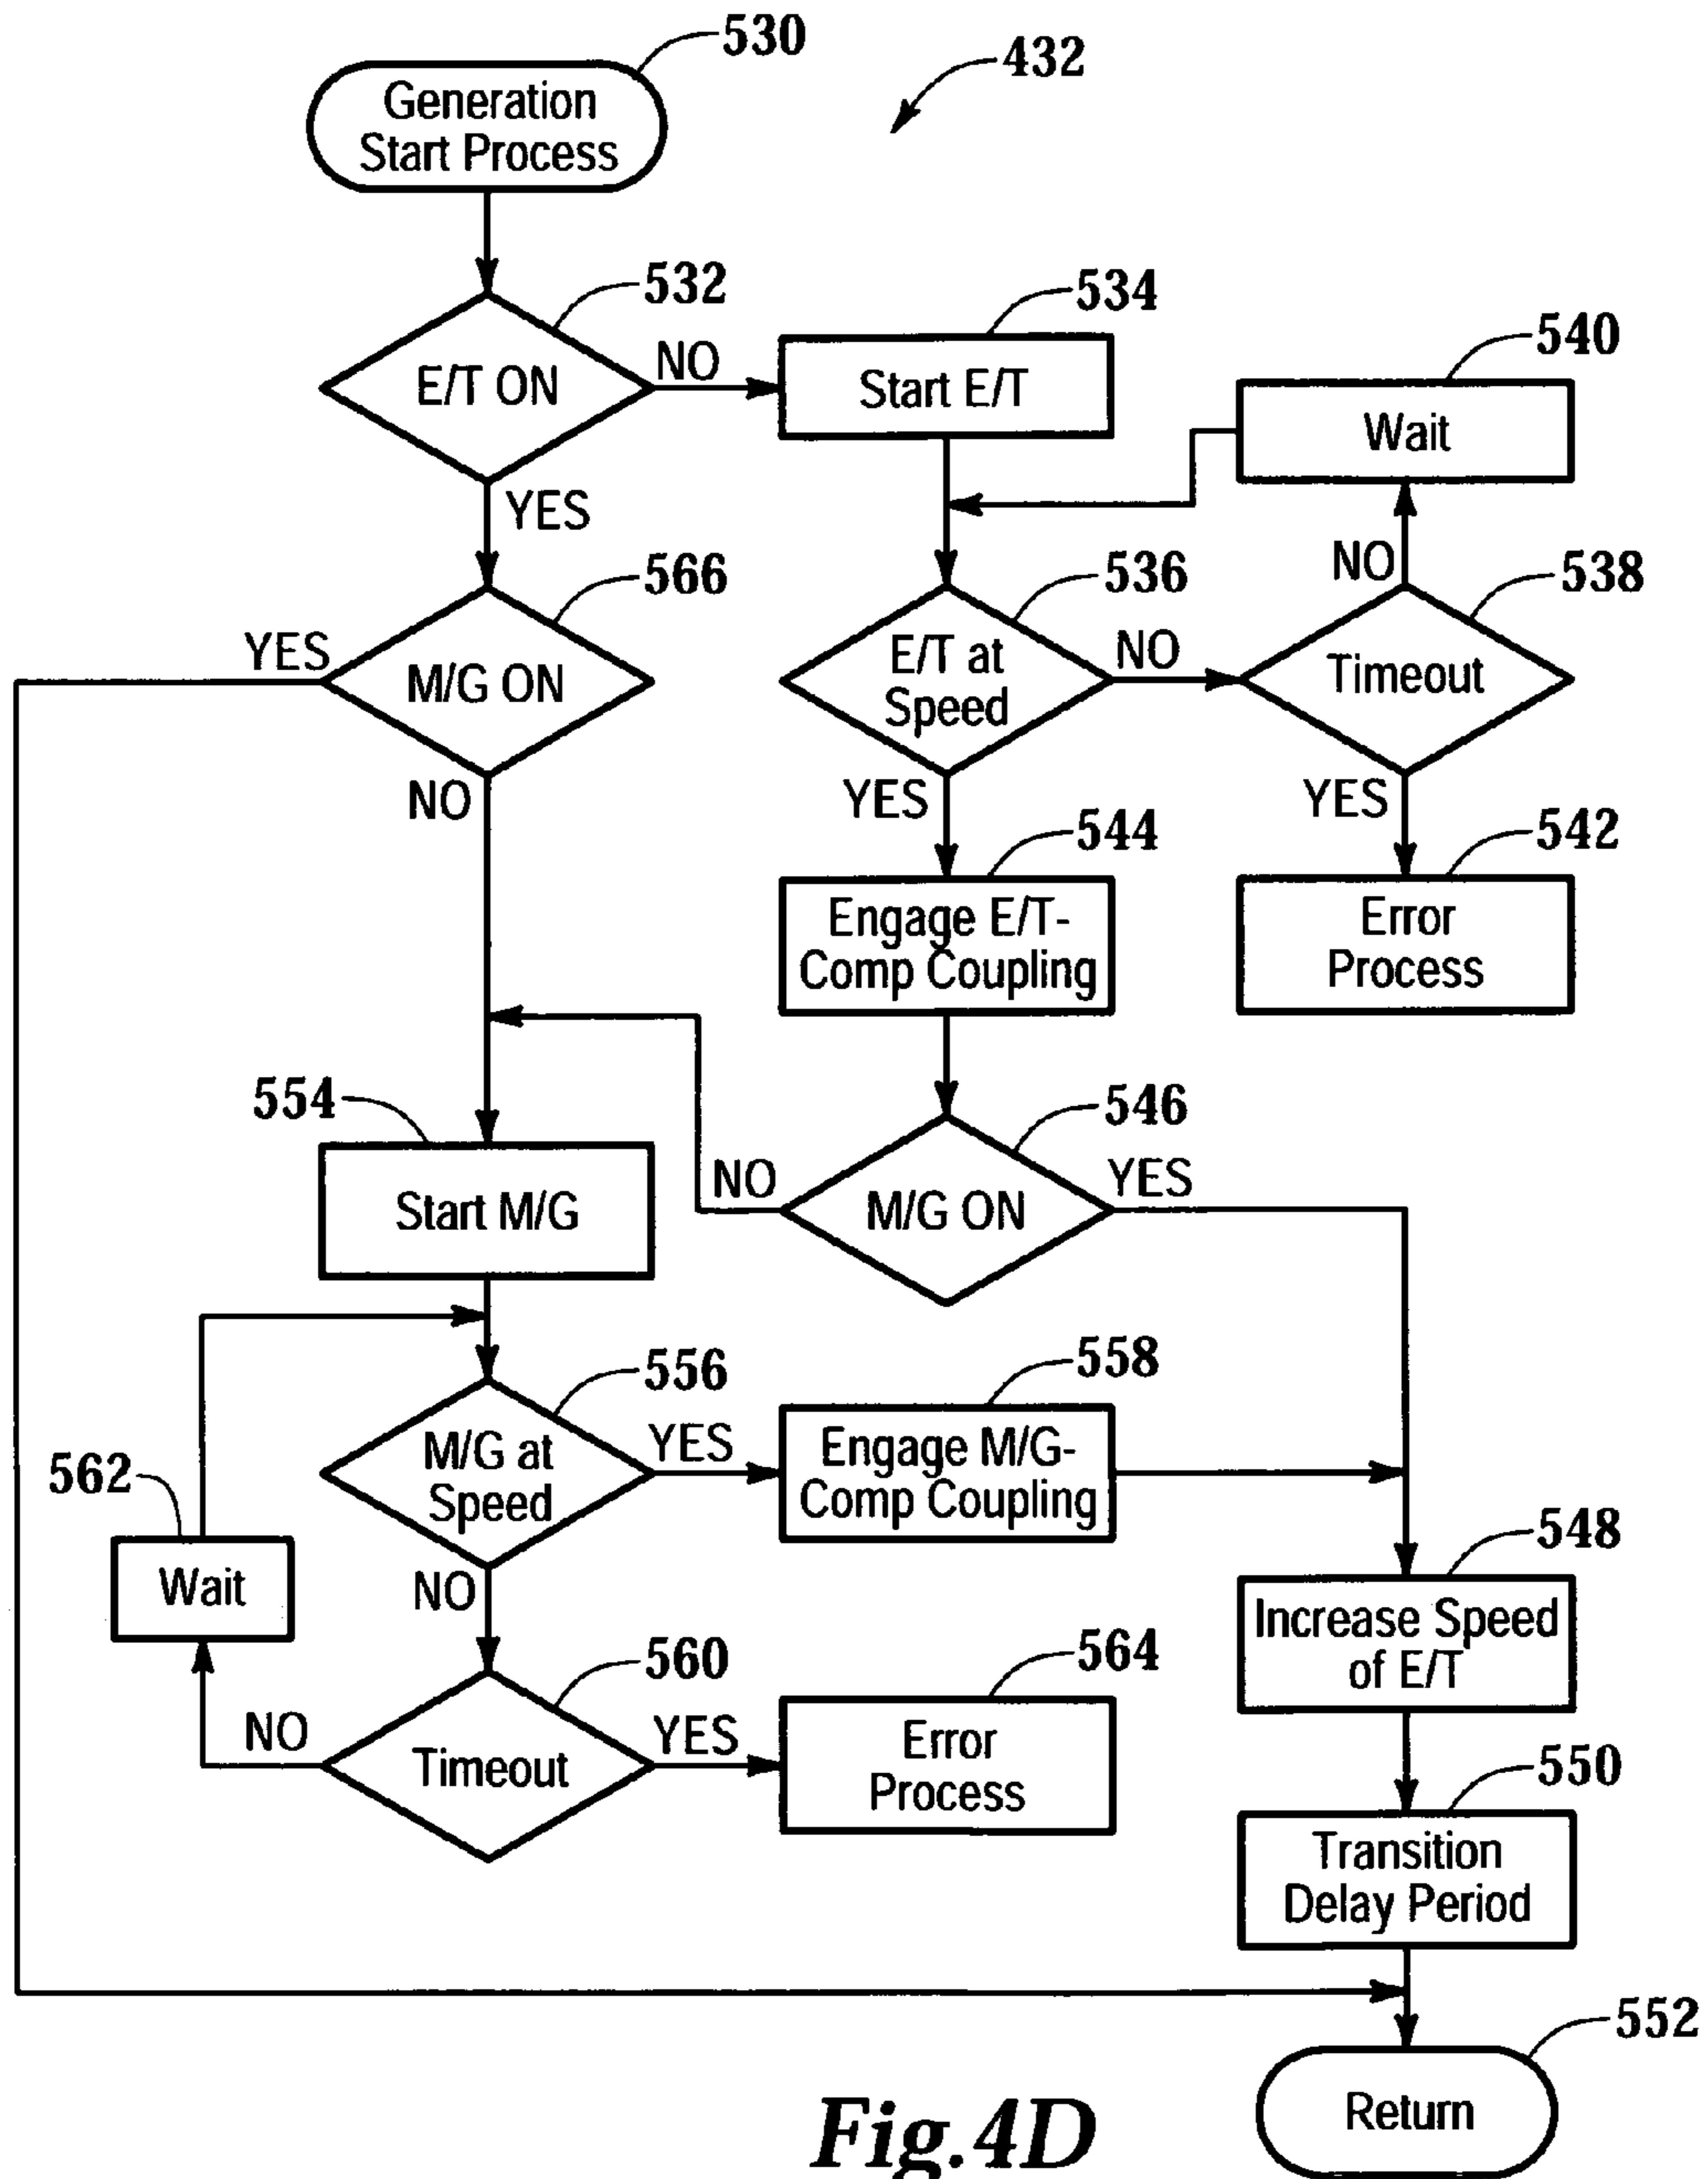 530
432
Generation
Start Process
532
534
540
E/T ON
NO
Start E/T
Wait
YES
566
536
NO
538
YES
M/G ON
E/T at
Speed
NO
Timeout
NO
YES
544
YES
542
Engage E/T-
Comp Coupling
Error
Process
554
546
Start M/G
NO
M/G ON
YES
556
558
562
M/G at
Speed
YES
Engage M/G-
Comp Coupling
548
Wait
NO
Increase Speed
of E/T
560
564
NO
Timeout
YES
Error
Process
550
Transition
Delay Period
552
Return
Fig.4D